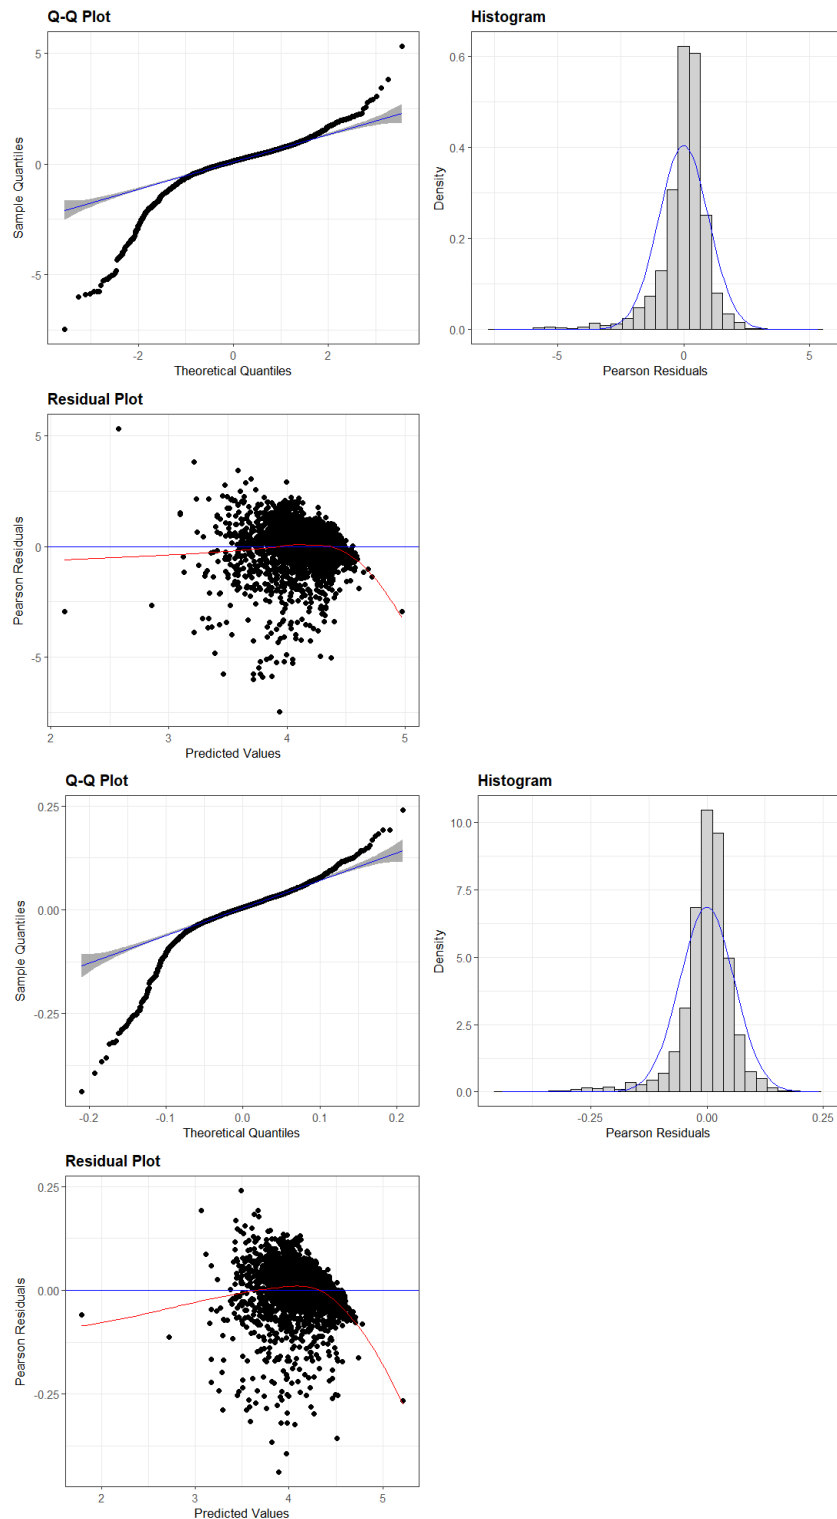 Q-Q Plot
Histogram
5
0
-5
Sample Quantiles
-2
0
2
Theoretical Quantiles
0.6
0.4
0.2
0.0
Density
-5
0
5
Pearson Residuals
Residual Plot
5
0
-5
Pearson Residuals
2
3
4
5
Predicted Values
Q-Q Plot
Histogram
0.25
0.00
-0.25
Sample Quantiles
-0.2
-0.1
0.0
0.1
0.2
Theoretical Quantiles
10.0
7.5
5.0
2.5
0.0
Density
-0.25
0.00
0.25
Pearson Residuals
Residual Plot
0.25
0.00
-0.25
Pearson Residuals
2
3
4
5
Predicted Values